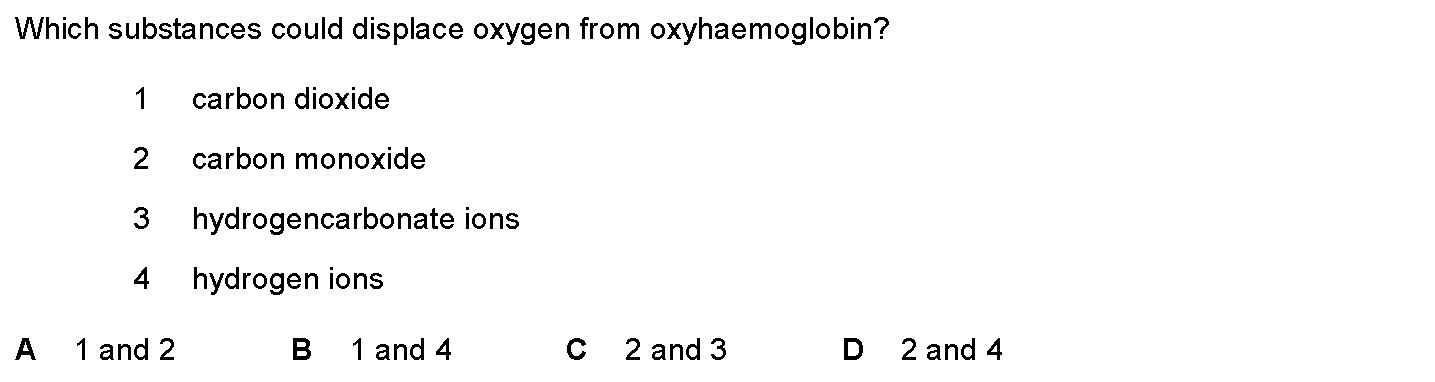 Which substances could displace oxygen from oxyhaemoglobin?
1 carbon dioxide
2 carbon monoxide
3 hydrogencarbonate ions
4 hydrogen ions
A 1 and 2 B 1 and 4 C 2 and 3 D 2 and 4